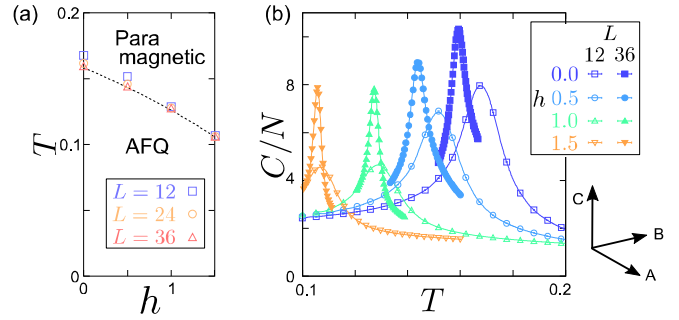 (a)
0.2
0.1
0
T
0
1
h
Para
magnetic
AFQ
L = 12
L = 24
L = 36
(b)
8
4
0
C/N
0.1
0.2
T
L
12 36
0.0
h 0.5
1.0
1.5
C
B
A